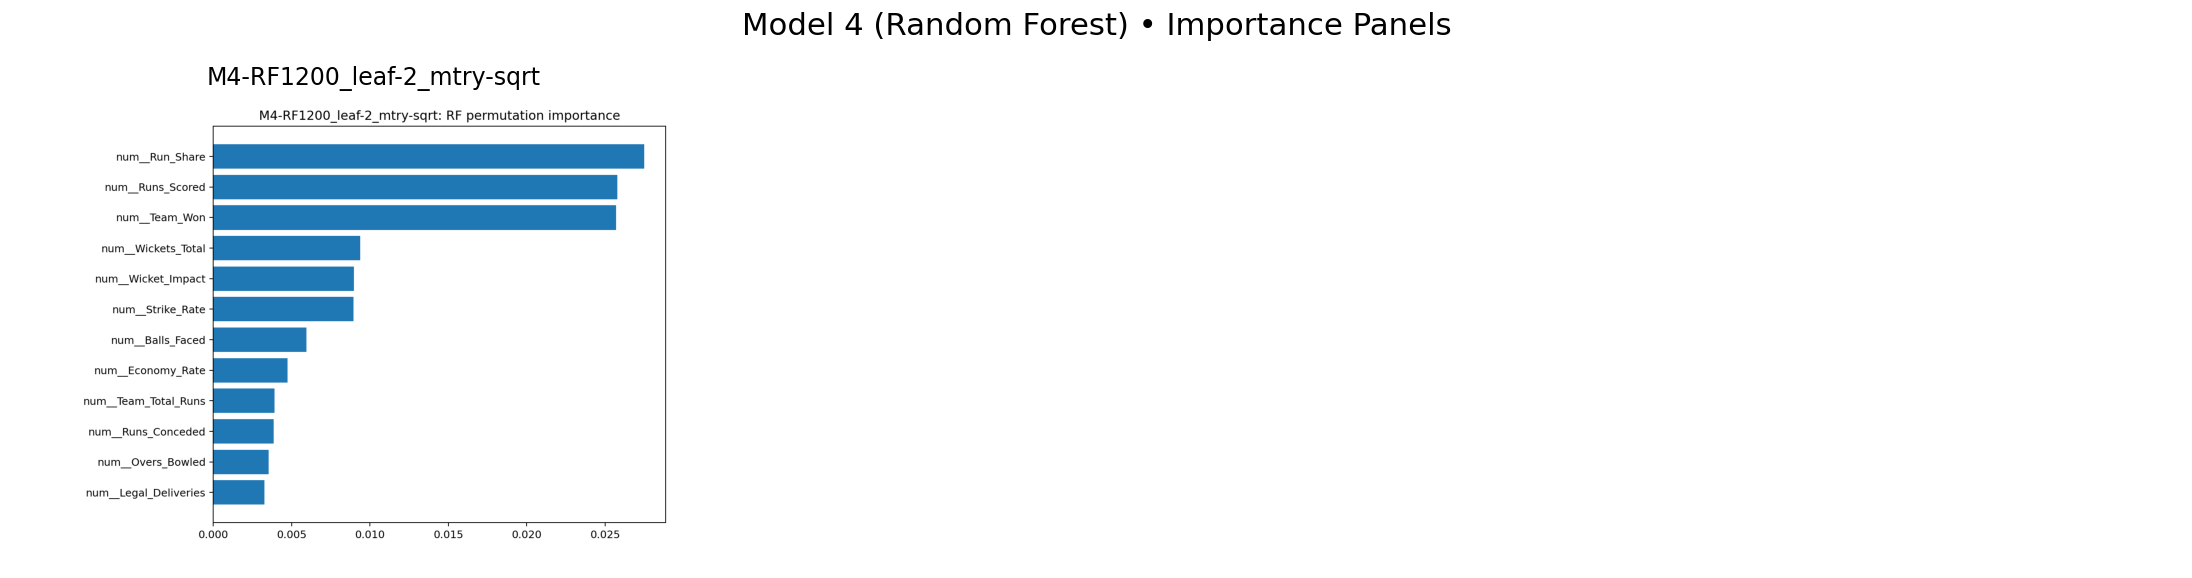 Model 4 (Random Forest) • Importance Panels
M4-RF1200_leaf-2_mtry-sqrt
M4-RF1200_leaf-2_mtry-sqrt: RF permutation importance
num__Run_Share
num__Runs_Scored
num__Team_Won
num__Wickets_Total
num__Wicket_Impact
num__Strike_Rate
num__Balls_Faced
num__Economy_Rate
num__Team_Total_Runs
num__Runs_Conceded
num__Overs_Bowled
num__Legal_Deliveries
0.000 0.005 0.010 0.015 0.020 0.025